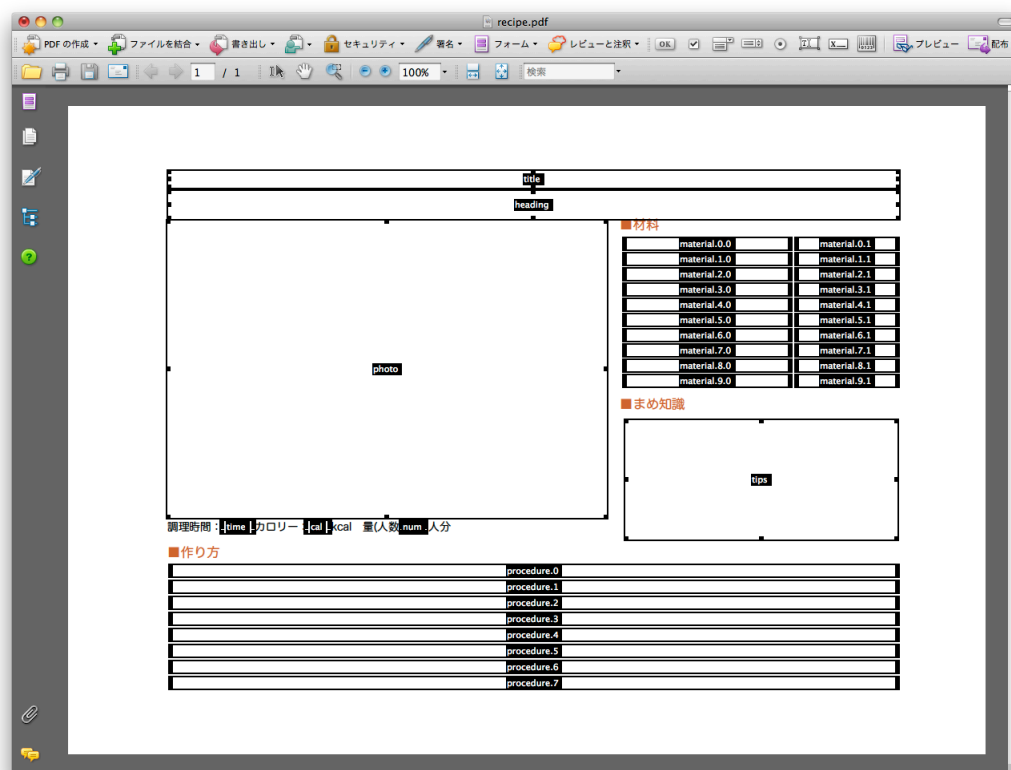 recipe.pdf
PDF の作成 ファイルを結合 書き出し セキュリティ 署名 フォーム レビューと注釈 OK プレビュー 配布
1 / 1 100% 検索
title
heading
■材料
material.0.0 material.0.1
material.1.0 material.1.1
material.2.0 material.2.1
material.3.0 material.3.1
material.4.0 material.4.1
material.5.0 material.5.1
material.6.0 material.6.1
material.7.0 material.7.1
material.8.0 material.8.1
material.9.0 material.9.1
photo
■まめ知識
tips
調理時間： time カロリー： cal kcal 量(人数 num 人分
■作り方
procedure.0
procedure.1
procedure.2
procedure.3
procedure.4
procedure.5
procedure.6
procedure.7